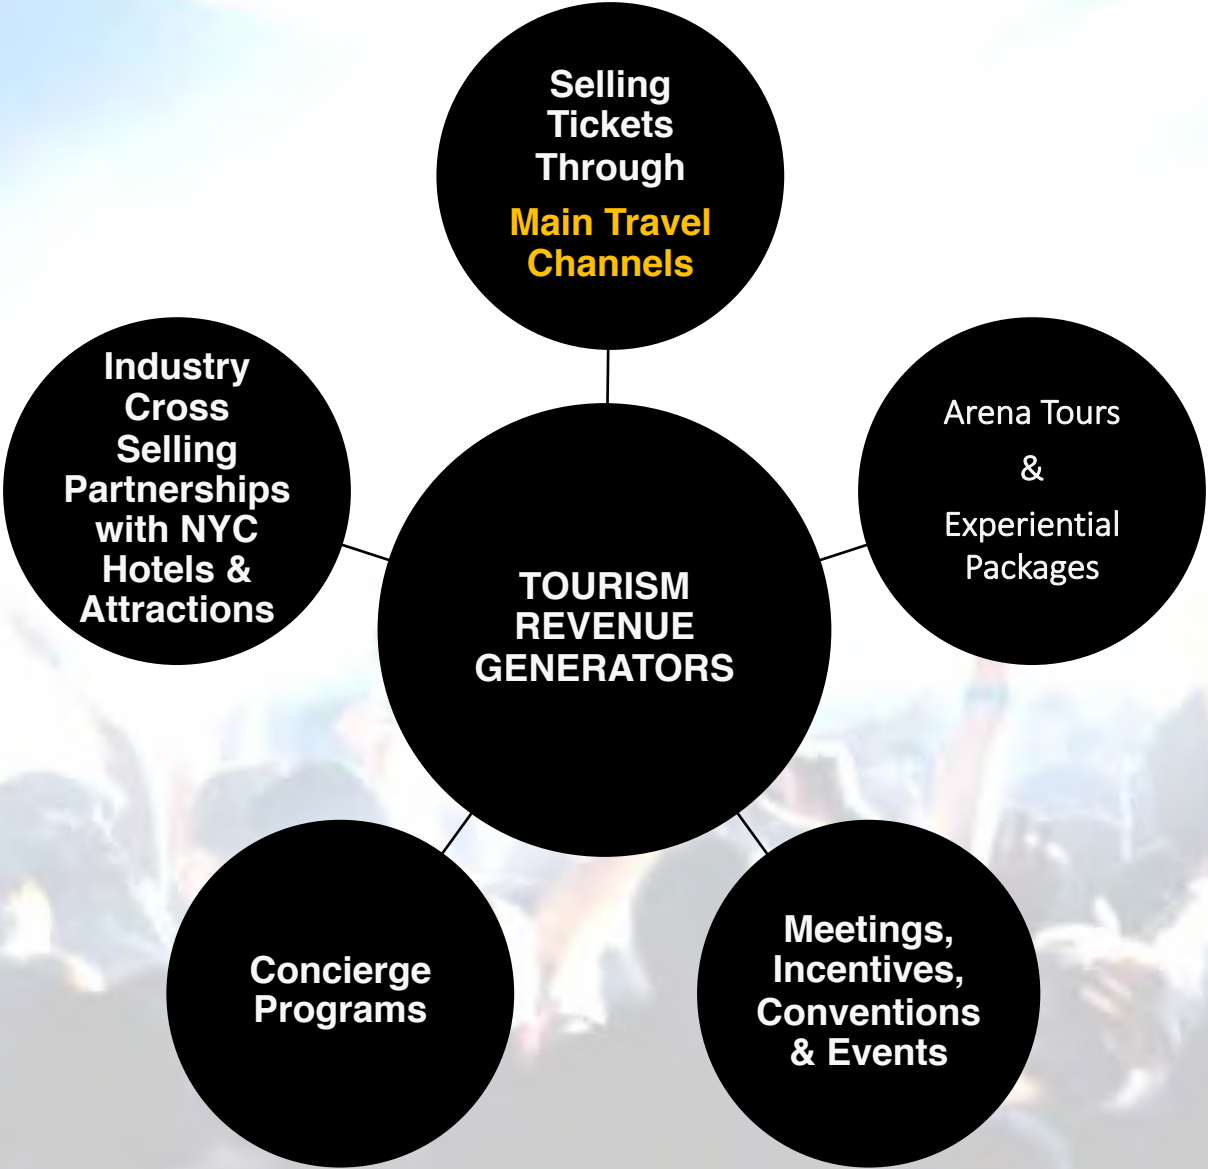 Selling
Tickets
Through
Main Travel
Channels
Industry
Cross
Selling
Partnerships
with NYC
Hotels &
Attractions
Arena Tours
&
Experiential
Packages
TOURISM
REVENUE
GENERATORS
Concierge
Programs
Meetings,
Incentives,
Conventions
& Events